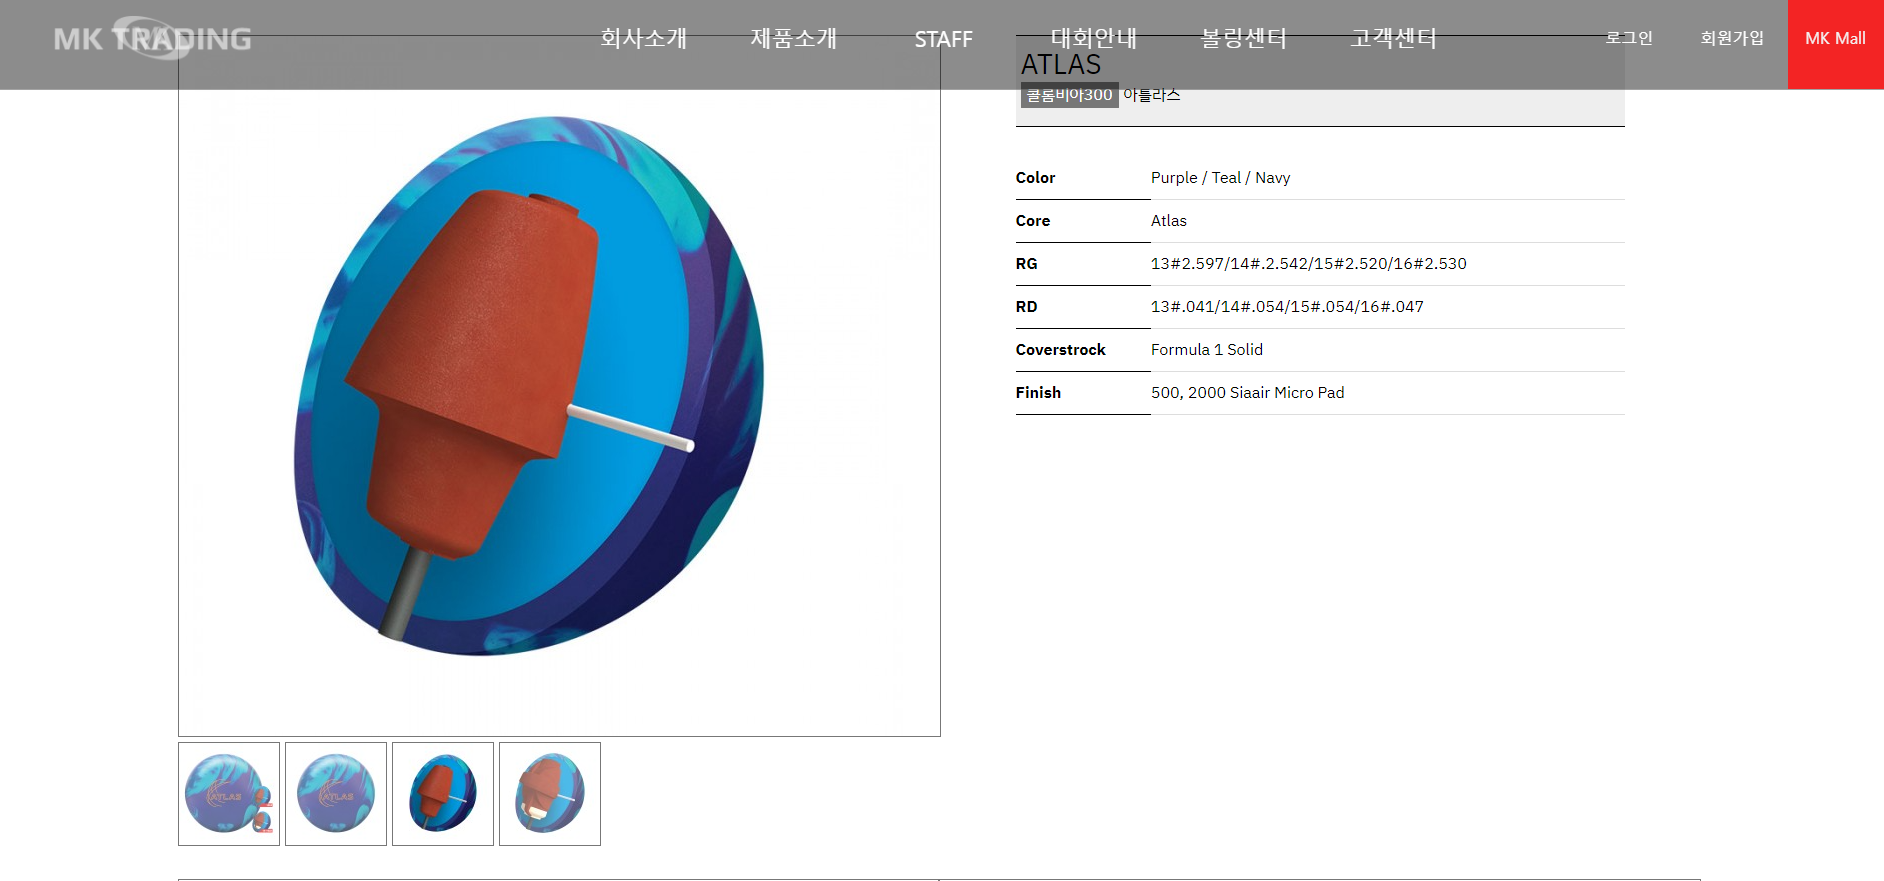 MK TRADING
회사소개
제품소개
STAFF
대회안내
볼링센터
고객센터
로그인
회원가입
MK Mall
ATLAS
콜롬비아300 아틀라스
Color Purple / Teal / Navy
Core Atlas
RG 13#2.597/14#.2.542/15#2.520/16#2.530
RD 13#.041/14#.054/15#.054/16#.047
Coverstrock Formula 1 Solid
Finish 500, 2000 Siaair Micro Pad
ATLAS
ATLAS